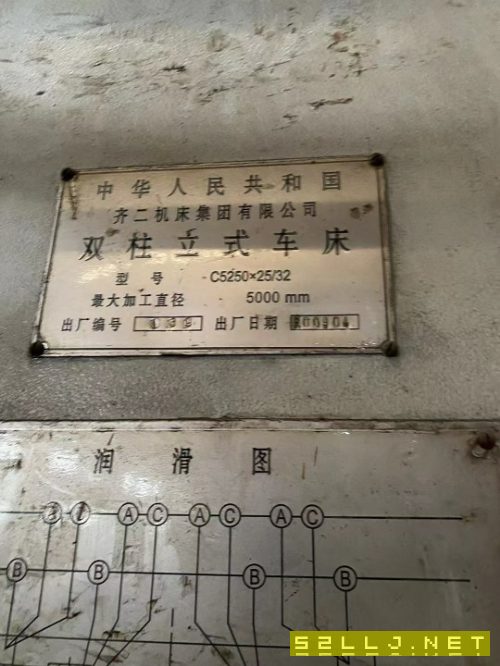 中华人民共和国
齐二机床集团有限公司
双柱立式车床
型号 C5250×25/32
最大加工直径 5000 mm
出厂编号 出厂日期
润滑图
A C A C A C
B B B B
S2LLJ.NET